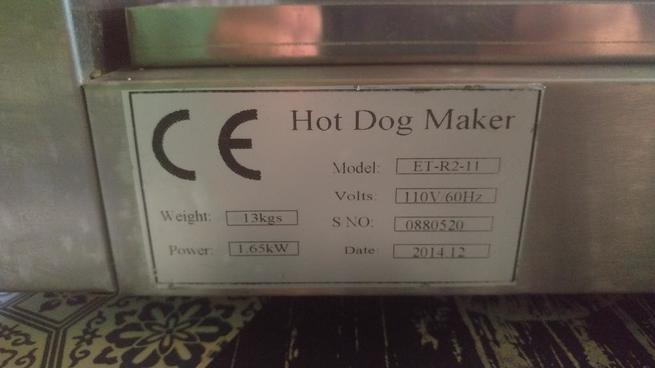 CE Hot Dog Maker
Model: ET-R2-11
Volts: 110V 60Hz
Weight: 13kgs S NO: 0880520
Power: 1.65kW Date: 2014.12